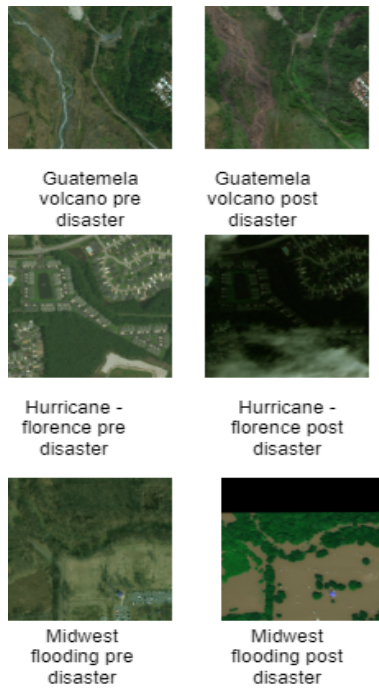 Guatemela
volcano pre
disaster
Guatemela
volcano post
disaster
Hurricane -
florence pre
disaster
Hurricane -
florence post
disaster
Midwest
flooding pre
disaster
Midwest
flooding post
disaster